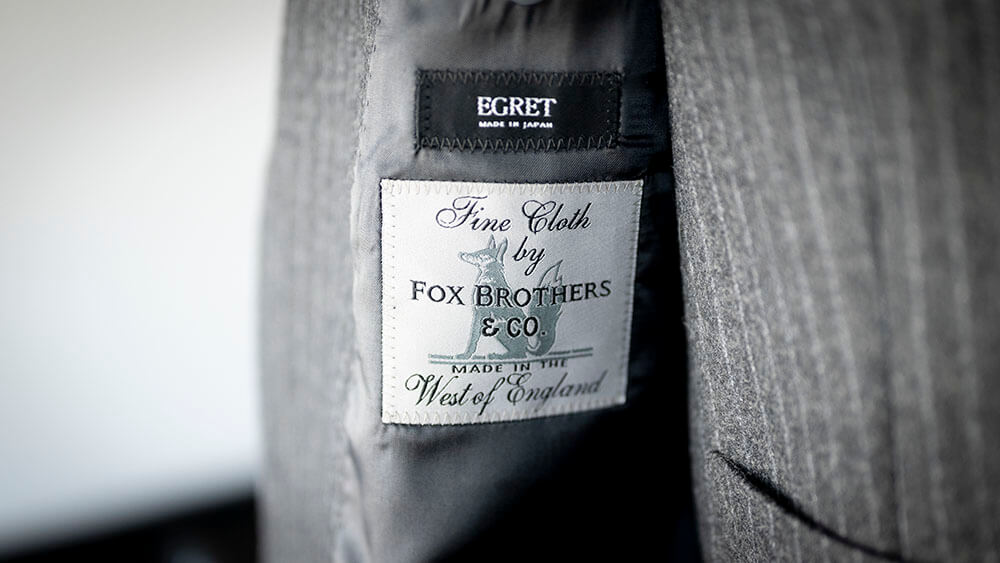 EGRET
MADE IN JAPAN
Fine Cloth
by
FOX BROTHERS
& CO.
MADE IN THE
West of England